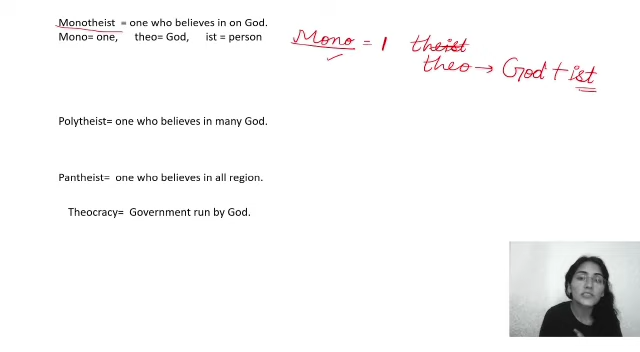 Monotheist = one who believes in on God.
Mono= one, theo= God, ist = person
Mono = 1 theist
theo → God + ist
Polytheist= one who believes in many God.
Pantheist= one who believes in all region.
Theocracy= Government run by God.